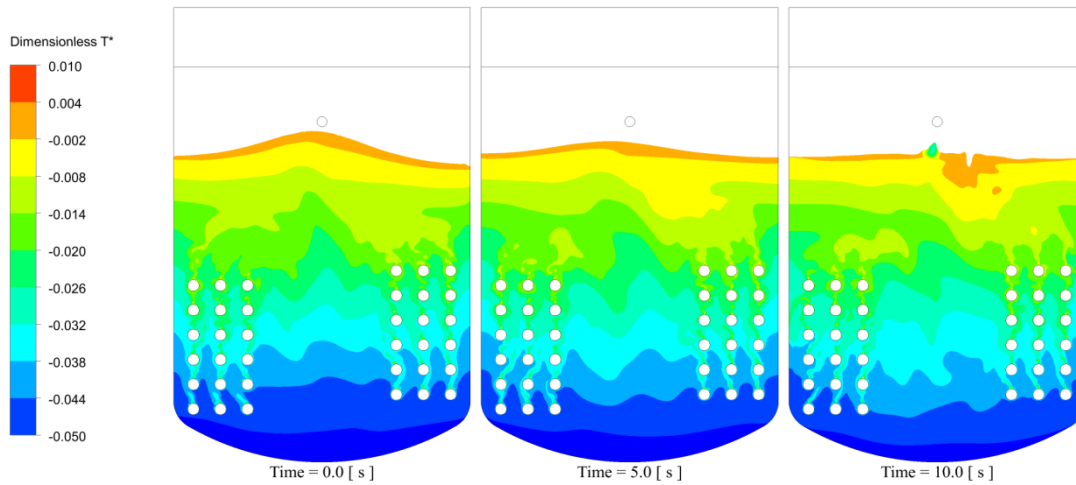 Dimensionless T*
0.010
0.004
-0.002
-0.008
-0.014
-0.020
-0.026
-0.032
-0.038
-0.044
-0.050
Time = 0.0 [ s ]
Time = 5.0 [ s ]
Time = 10.0 [ s ]